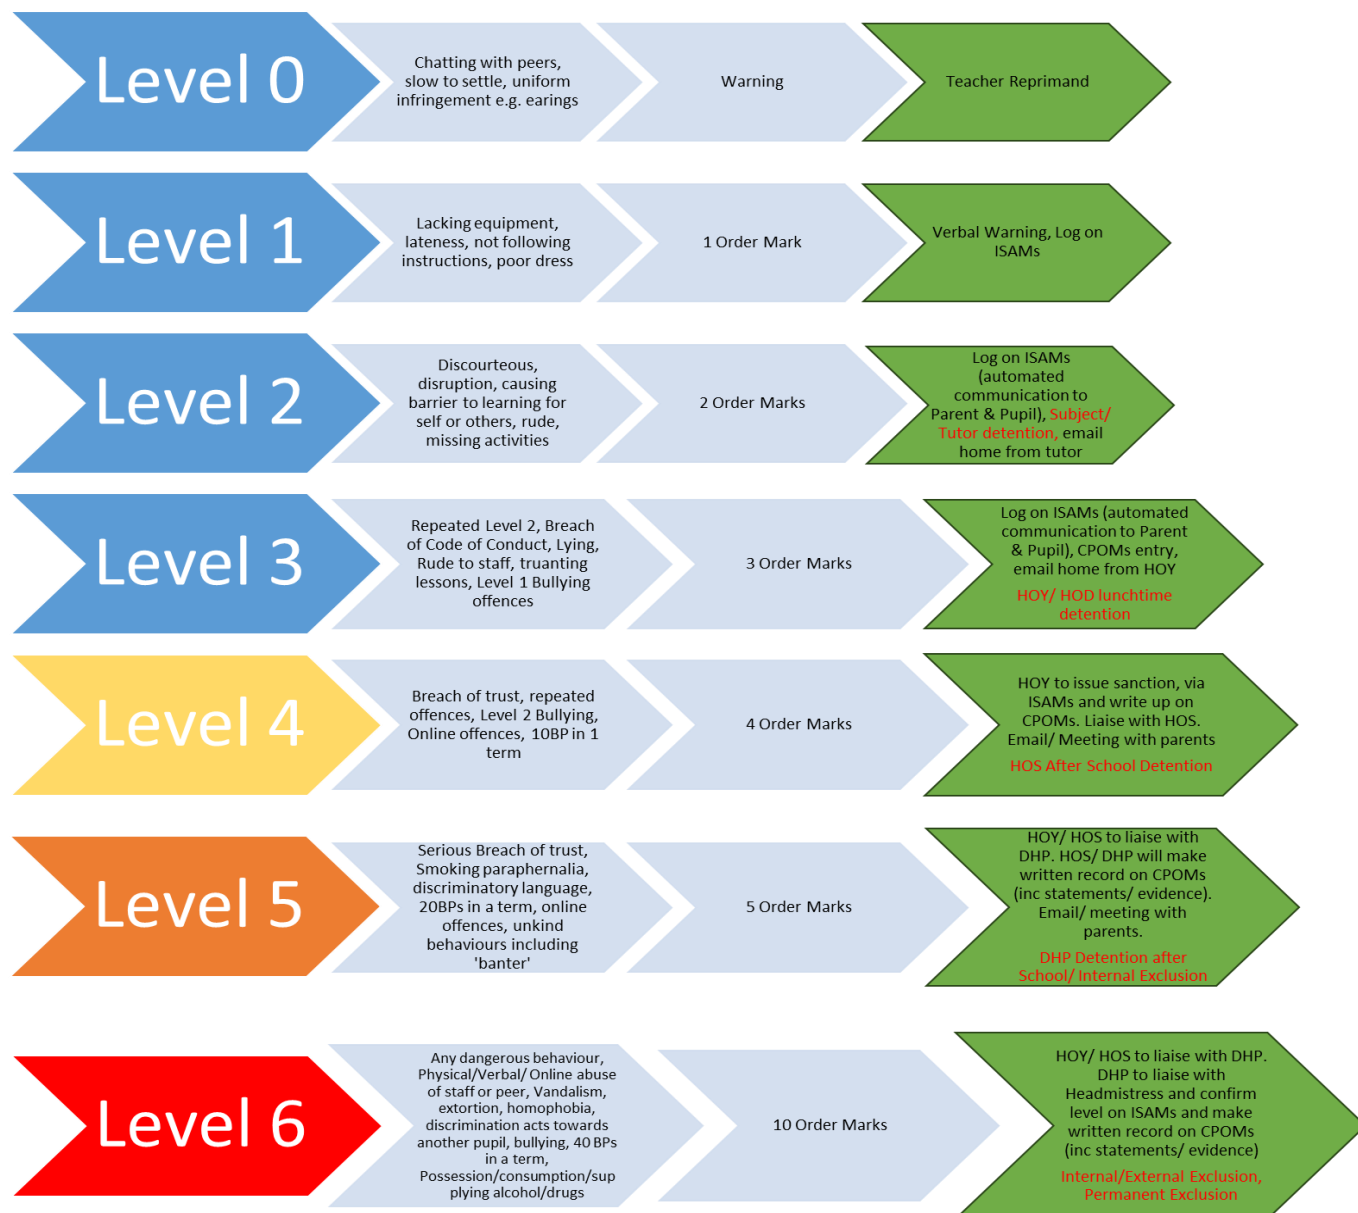 Level 0
Chatting with peers,
slow to settle, uniform
infringement e.g. earings
Warning
Teacher Reprimand
Level 1
Lacking equipment,
lateness, not following
instructions, poor dress
1 Order Mark
Verbal Warning, Log on
ISAMs
Level 2
Discourteous,
disruption, causing
barrier to learning for
self or others, rude,
missing activities
2 Order Marks
Log on ISAMs
(automated
communication to
Parent & Pupil), Subject/
Tutor detention, email
home from tutor
Level 3
Repeated Level 2, Breach
of Code of Conduct, Lying,
Rude to staff, truanting
lessons, Level 1 Bullying
offences
3 Order Marks
Log on ISAMs (automated
communication to Parent
& Pupil), CPOMs entry,
email home from HOY
HOY/ HOD lunchtime
detention
Level 4
Breach of trust, repeated
offences, Level 2 Bullying,
Online offences, 10BP in 1
term
4 Order Marks
HOY to issue sanction, via
ISAMs and write up on
CPOMs. Liaise with HOS.
Email/ Meeting with parents
HOS After School Detention
Level 5
Serious Breach of trust,
Smoking paraphernalia,
discriminatory language,
20BPs in a term, online
offences, unkind
behaviours including
'banter'
5 Order Marks
HOY/ HOS to liaise with
DHP. HOS/ DHP will make
written record on CPOMs
(inc statements/ evidence).
Email/ meeting with
parents.
DHP Detention after
School/ Internal Exclusion
Level 6
Any dangerous behaviour,
Physical/Verbal/ Online abuse
of staff or peer, Vandalism,
extortion, homophobia,
discrimination acts towards
another pupil, bullying, 40 BPs
in a term,
Possession/consumption/sup
plying alcohol/drugs
10 Order Marks
HOY/ HOS to liaise with DHP.
DHP to liaise with
Headmistress and confirm
level on ISAMs and make
written record on CPOMs
(inc statements/ evidence)
Internal/External Exclusion,
Permanent Exclusion